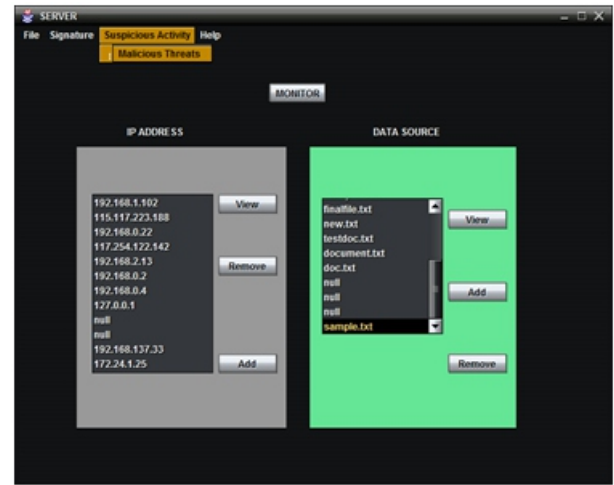 SERVER
File Signature Suspicious Activity Help
Malicious Threats
MONITOR
IP ADDRESS
DATA SOURCE
192.168.1.102
115.117.223.188
192.168.0.22
117.254.122.142
192.168.2.13
192.168.0.2
192.168.0.4
127.0.0.1
null
null
192.168.137.33
172.24.1.25
View
Remove
Add
finalfile.txt
new.txt
testdoc.txt
document.txt
doc.txt
null
null
null
sample.txt
View
Add
Remove